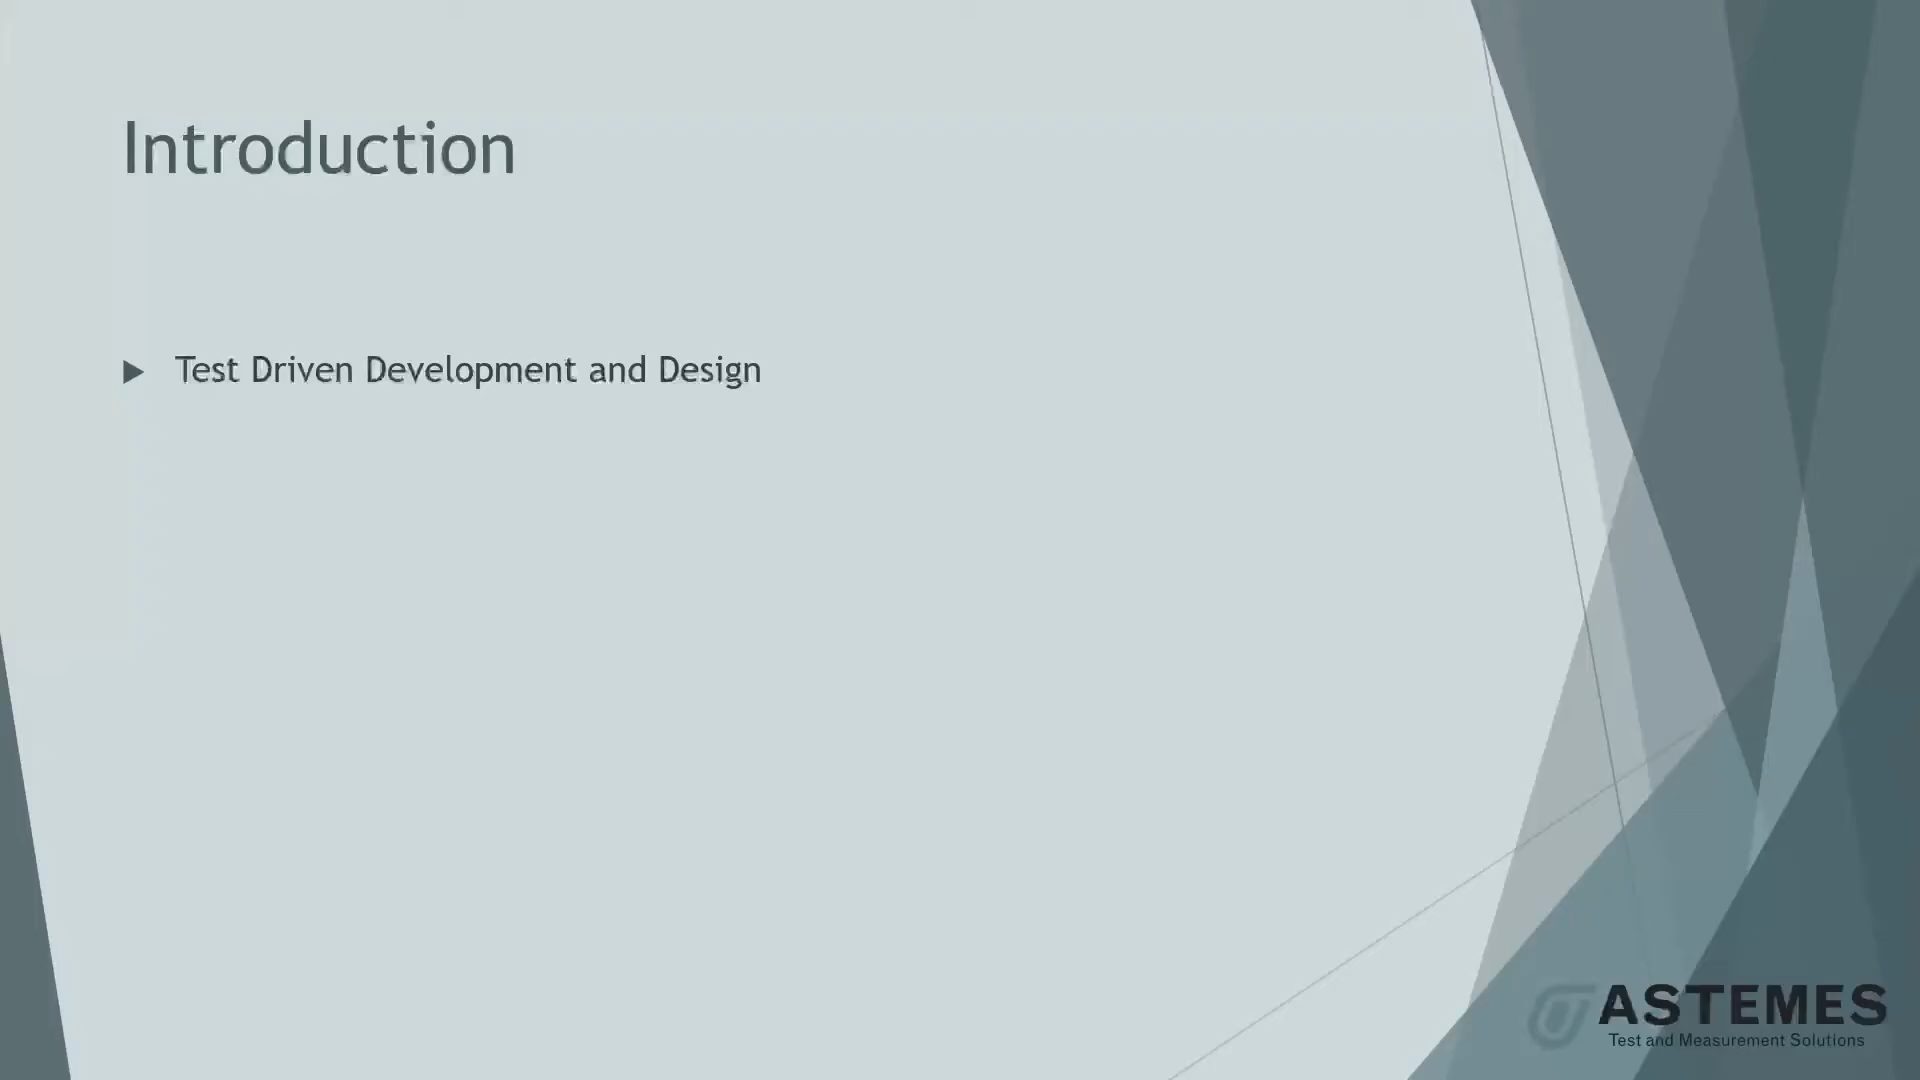 Introduction
Test Driven Development and Design
ASTEMES
Test and Measurement Solutions